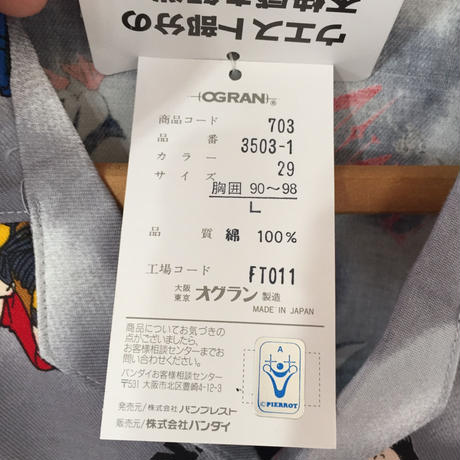 ウエスト部分の
OGRAN®
商品コード 703
品番 3503-1
カラー 29
サイズ 胸囲 90～98
L
品質 綿 100%
工場コード FT011
大阪 東京 オグラン 製造
MADE IN JAPAN
商品についてお気づきの
点がございましたら、
お客様相談センターまでお
問い合わせください。
バンダイお客様相談センター
〒531 大阪市北区豊崎4-12-3
A
©PIERROT
発売元/株式会社バンプレスト
販売元/株式会社バンダイ